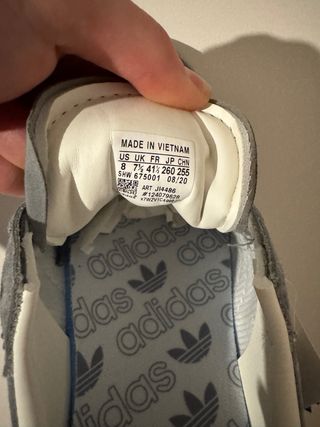 MADE IN VIETNAM
US UK FR JP CHN
8 7½ 41⅓ 260 255
SHW 675001 08/20
ART JI4486
adidas
adidas
adidas
adidas